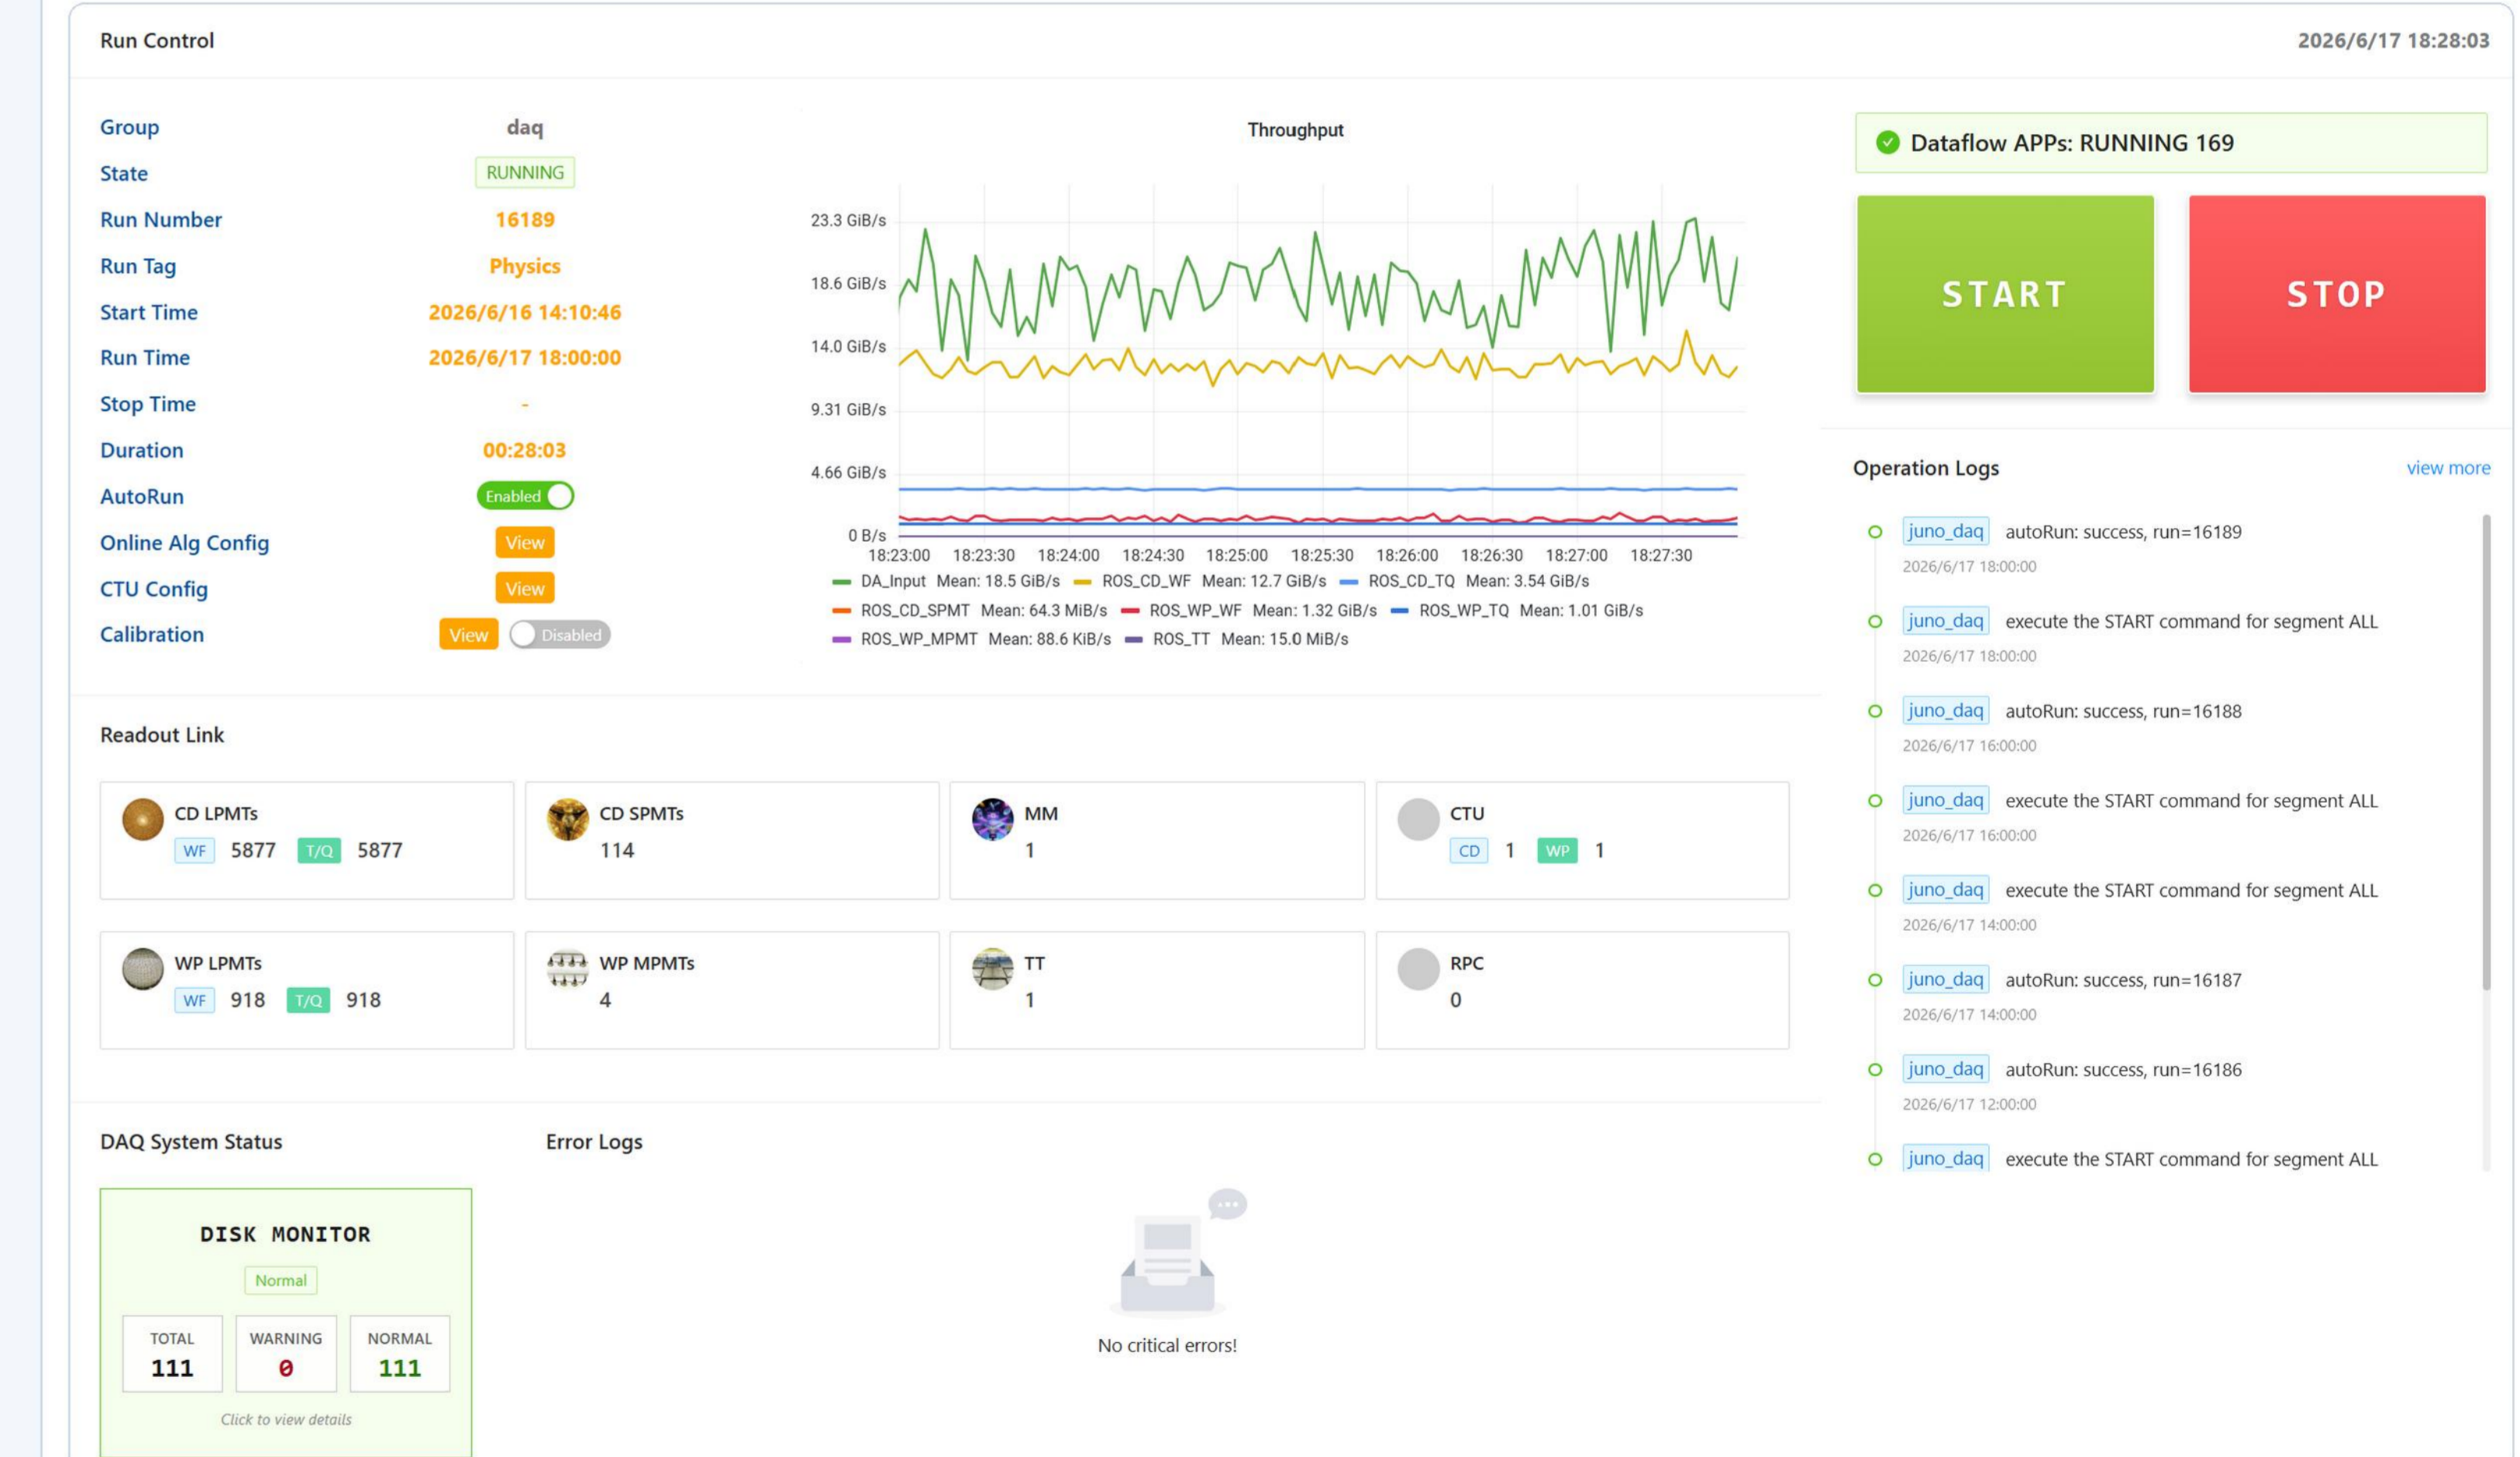 Run Control
2026/6/17 18:28:03
Group daq
State RUNNING
Run Number 16189
Run Tag Physics
Start Time 2026/6/16 14:10:46
Run Time 2026/6/17 18:00:00
Stop Time -
Duration 00:28:03
AutoRun Enabled
Online Alg Config View
CTU Config View
Calibration View Disabled
Throughput
23.3 GiB/s
18.6 GiB/s
14.0 GiB/s
9.31 GiB/s
4.66 GiB/s
0 B/s
18:23:00 18:23:30 18:24:00 18:24:30 18:25:00 18:25:30 18:26:00 18:26:30 18:27:00 18:27:30
DA_Input Mean: 18.5 GiB/s ROS_CD_WF Mean: 12.7 GiB/s ROS_CD_TQ Mean: 3.54 GiB/s
ROS_CD_SPMT Mean: 64.3 MiB/s ROS_WP_WF Mean: 1.32 GiB/s ROS_WP_TQ Mean: 1.01 GiB/s
ROS_WP_MPMT Mean: 88.6 KiB/s ROS_TT Mean: 15.0 MiB/s
Dataflow APPs: RUNNING 169
START STOP
Operation Logs view more
juno_daq autoRun: success, run=16189
2026/6/17 18:00:00
juno_daq execute the START command for segment ALL
2026/6/17 18:00:00
juno_daq autoRun: success, run=16188
2026/6/17 16:00:00
juno_daq execute the START command for segment ALL
2026/6/17 16:00:00
juno_daq execute the START command for segment ALL
2026/6/17 14:00:00
juno_daq autoRun: success, run=16187
2026/6/17 14:00:00
juno_daq autoRun: success, run=16186
2026/6/17 12:00:00
juno_daq execute the START command for segment ALL
Readout Link
CD LPMTs
WF 5877 T/Q 5877
CD SPMTs
114
MM
1
CTU
CD 1 WP 1
WP LPMTs
WF 918 T/Q 918
WP MPMTs
4
TT
1
RPC
0
DAQ System Status
DISK MONITOR
Normal
TOTAL WARNING NORMAL
111 0 111
Click to view details
Error Logs
No critical errors!